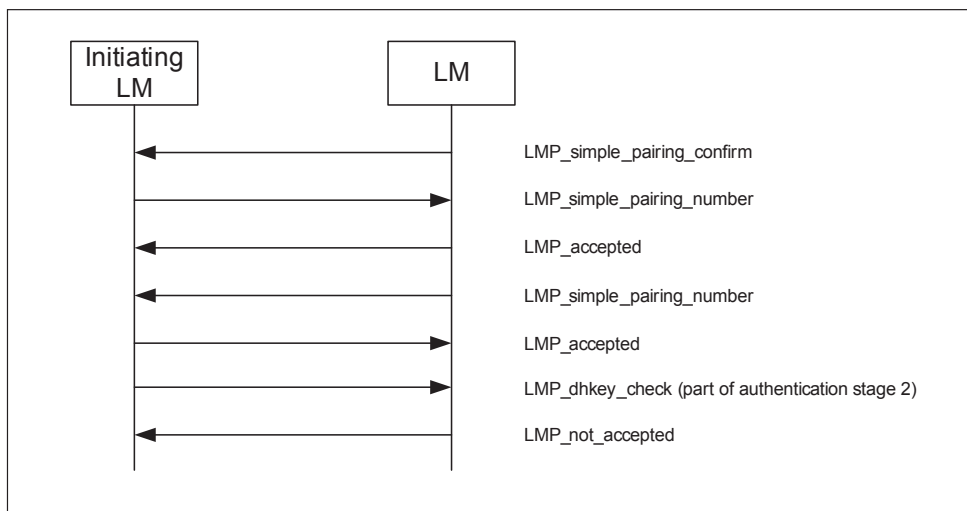 Initiating
LM
LM
LMP_simple_pairing_confirm
LMP_simple_pairing_number
LMP_accepted
LMP_simple_pairing_number
LMP_accepted
LMP_dhkey_check (part of authentication stage 2)
LMP_not_accepted